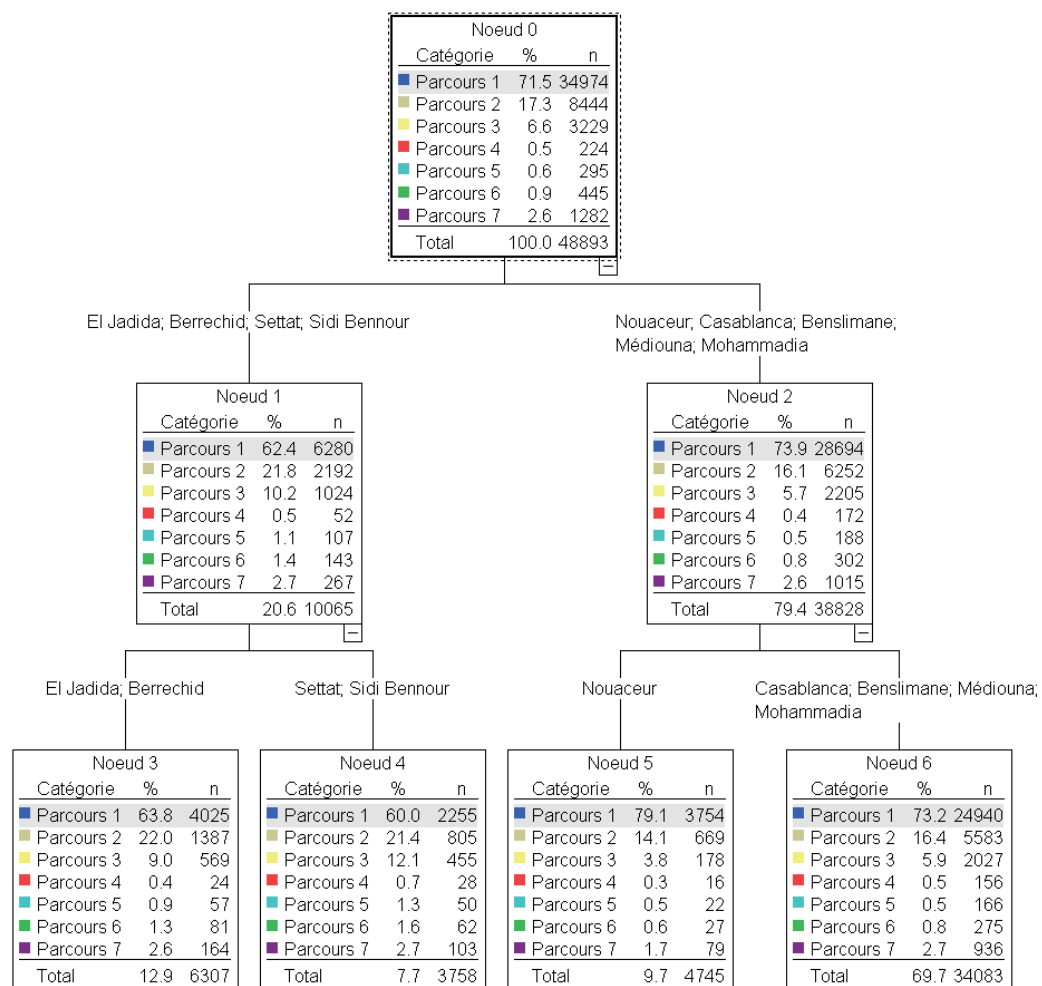 Noeud 0
Catégorie % n
Parcours 1 71.5 34974
Parcours 2 17.3 8444
Parcours 3 6.6 3229
Parcours 4 0.5 224
Parcours 5 0.6 295
Parcours 6 0.9 445
Parcours 7 2.6 1282
Total 100.0 48893
El Jadida; Berrechid; Settat; Sidi Bennour
Nouaceur; Casablanca; Benslimane;
Médiouna; Mohammadia
Noeud 1
Catégorie % n
Parcours 1 62.4 6280
Parcours 2 21.8 2192
Parcours 3 10.2 1024
Parcours 4 0.5 52
Parcours 5 1.1 107
Parcours 6 1.4 143
Parcours 7 2.7 267
Total 20.6 10065
Noeud 2
Catégorie % n
Parcours 1 73.9 28694
Parcours 2 16.1 6252
Parcours 3 5.7 2205
Parcours 4 0.4 172
Parcours 5 0.5 188
Parcours 6 0.8 302
Parcours 7 2.6 1015
Total 79.4 38828
El Jadida; Berrechid
Settat; Sidi Bennour
Nouaceur
Casablanca; Benslimane; Médiouna;
Mohammadia
Noeud 3
Catégorie % n
Parcours 1 63.8 4025
Parcours 2 22.0 1387
Parcours 3 9.0 569
Parcours 4 0.4 24
Parcours 5 0.9 57
Parcours 6 1.3 81
Parcours 7 2.6 164
Total 12.9 6307
Noeud 4
Catégorie % n
Parcours 1 60.0 2255
Parcours 2 21.4 805
Parcours 3 12.1 455
Parcours 4 0.7 28
Parcours 5 1.3 50
Parcours 6 1.6 62
Parcours 7 2.7 103
Total 7.7 3758
Noeud 5
Catégorie % n
Parcours 1 79.1 3754
Parcours 2 14.1 669
Parcours 3 3.8 178
Parcours 4 0.3 16
Parcours 5 0.5 22
Parcours 6 0.6 27
Parcours 7 1.7 79
Total 9.7 4745
Noeud 6
Catégorie % n
Parcours 1 73.2 24940
Parcours 2 16.4 5583
Parcours 3 5.9 2027
Parcours 4 0.5 156
Parcours 5 0.5 166
Parcours 6 0.8 275
Parcours 7 2.7 936
Total 69.7 34083